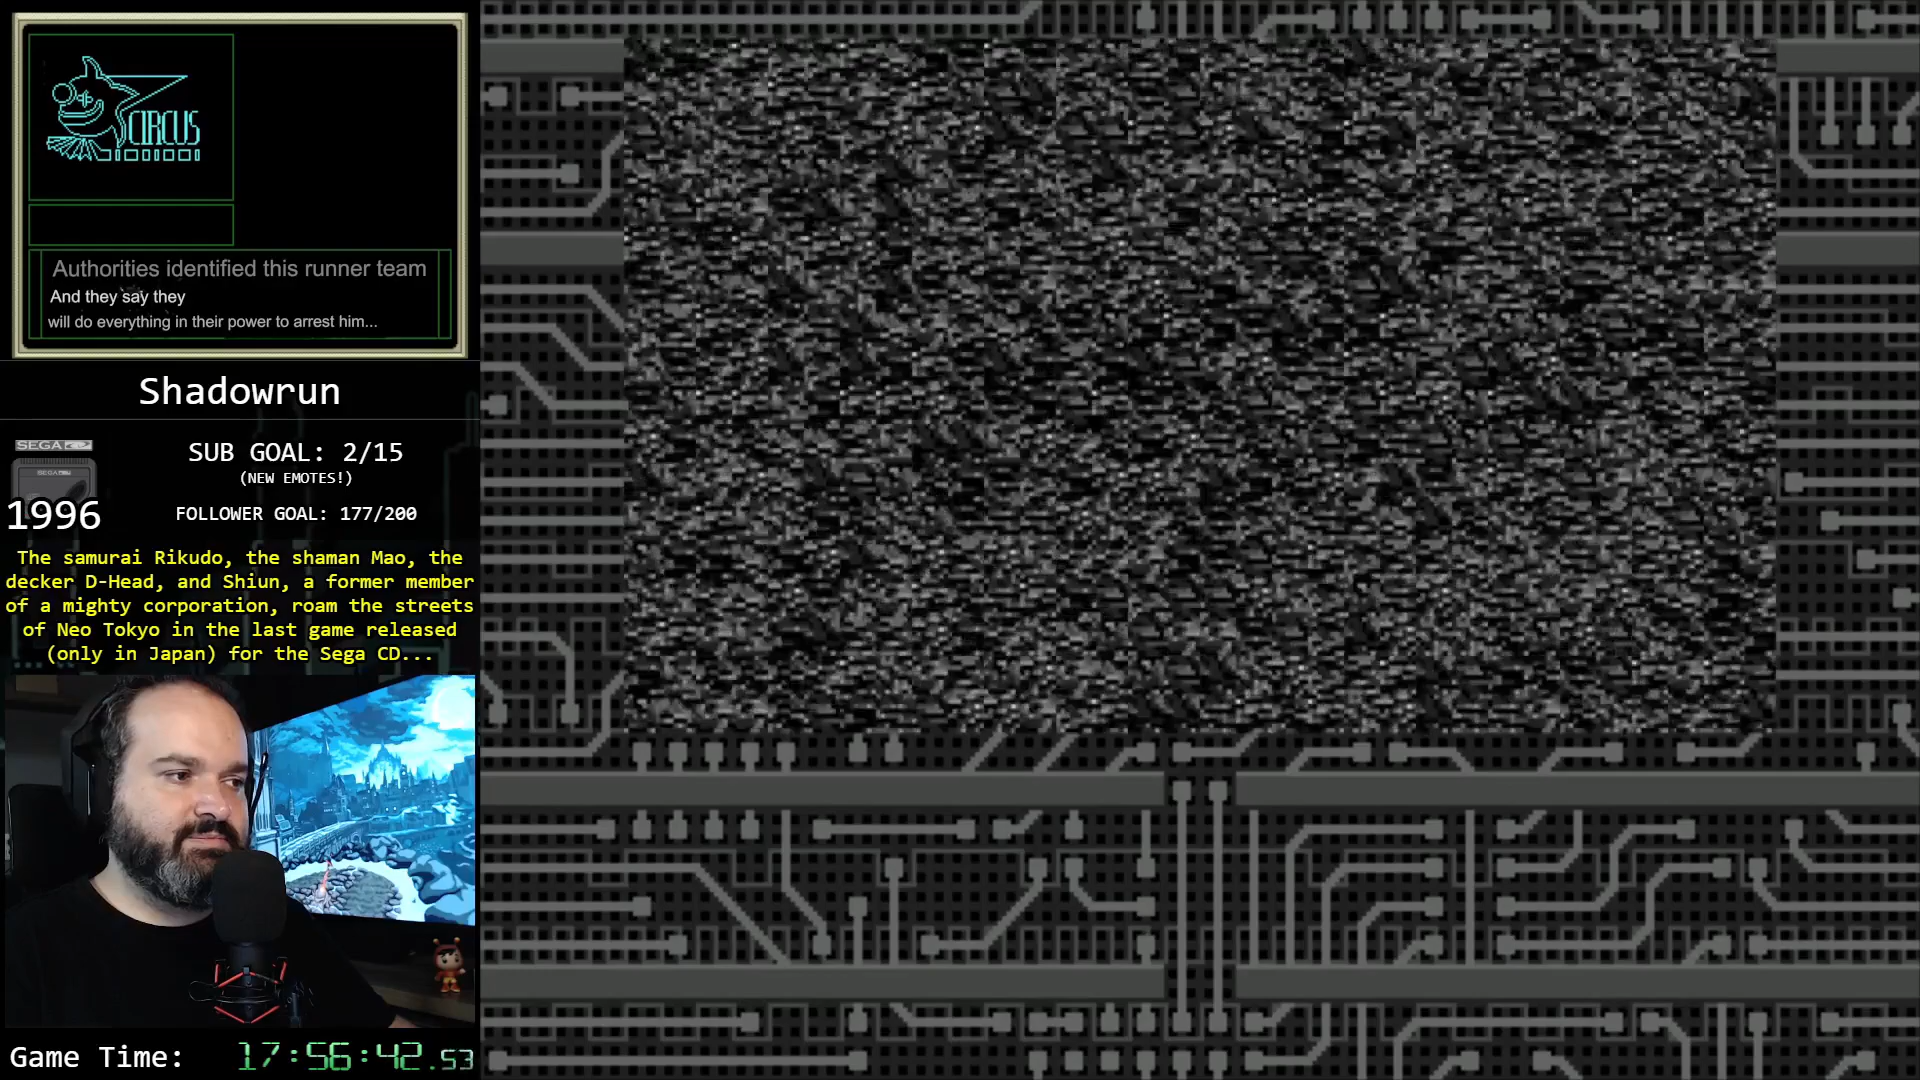 CIRCUS
Authorities identified this runner team
And they say they
will do everything in their power to arrest him...
Shadowrun
SEGA
1996
SUB GOAL: 2/15
(NEW EMOTES!)
FOLLOWER GOAL: 177/200
The samurai Rikudo, the shaman Mao, the
decker D-Head, and Shiun, a former member
of a mighty corporation, roam the streets
of Neo Tokyo in the last game released
(only in Japan) for the Sega CD...
Game Time: 17:56:42.53